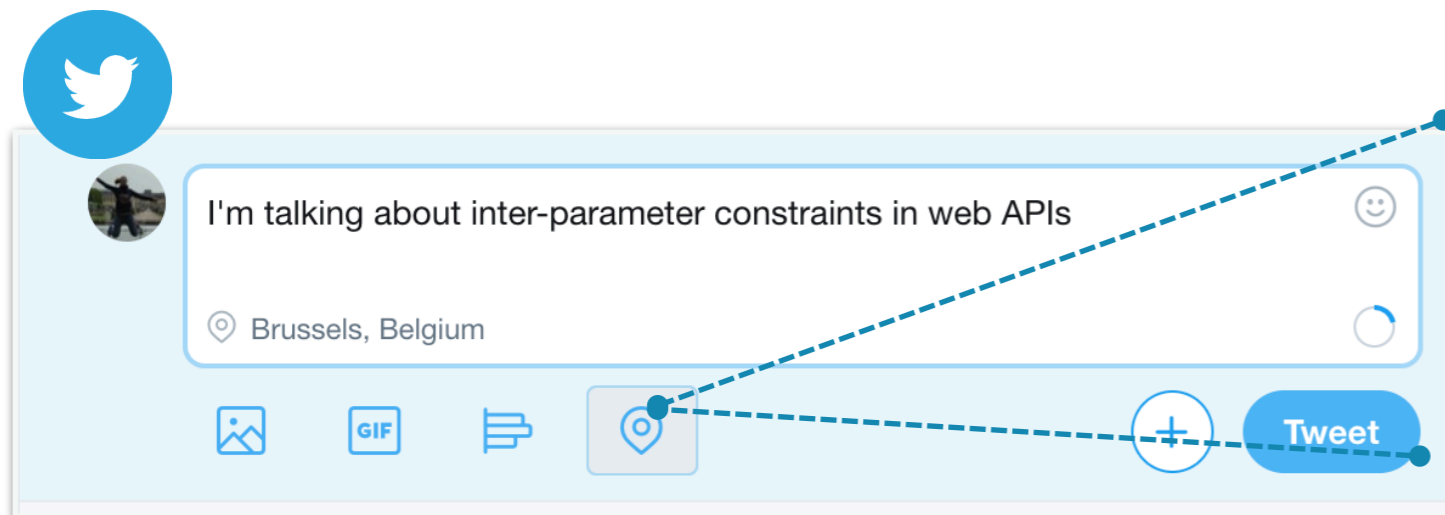 I'm talking about inter-parameter constraints in web APIs
Brussels, Belgium
GIF
Tweet